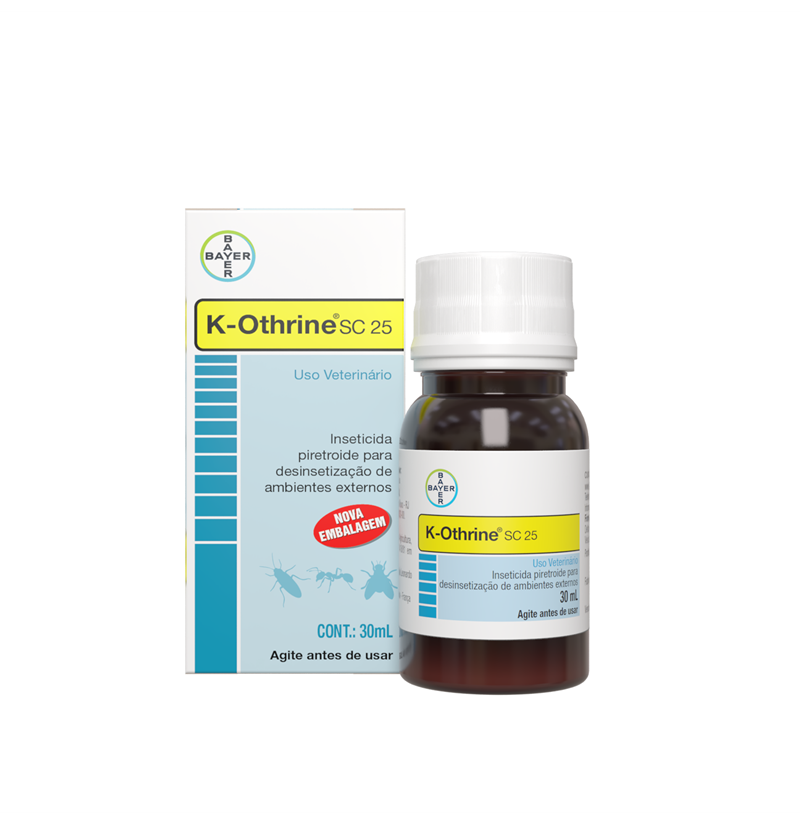 BAYER
BAYER
K-Othrine® SC 25
Uso Veterinário
Inseticida
piretroide para
desinsetização de
ambientes externos
NOVA
EMBALAGEM
CONT.: 30mL
Agite antes de usar
BAYER
BAYER
K-Othrine® SC 25
Uso Veterinário
Inseticida piretroide para
desinsetização de ambientes externos
30 mL
Agite antes de usar